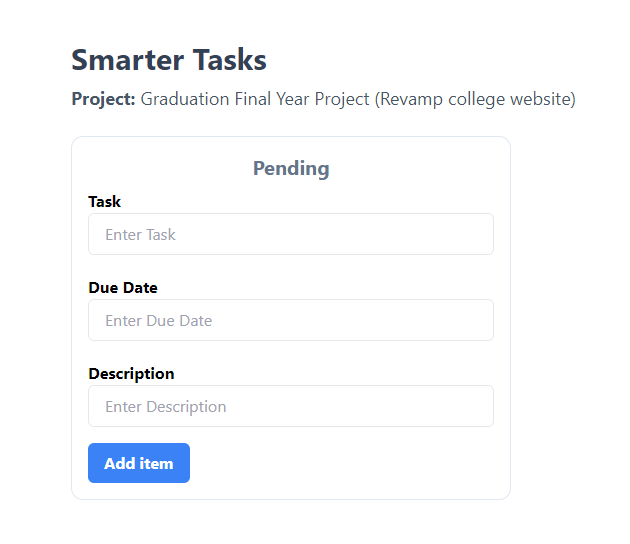 Smarter Tasks
Project: Graduation Final Year Project (Revamp college website)
Pending
Task
Enter Task
Due Date
Enter Due Date
Description
Enter Description
Add item